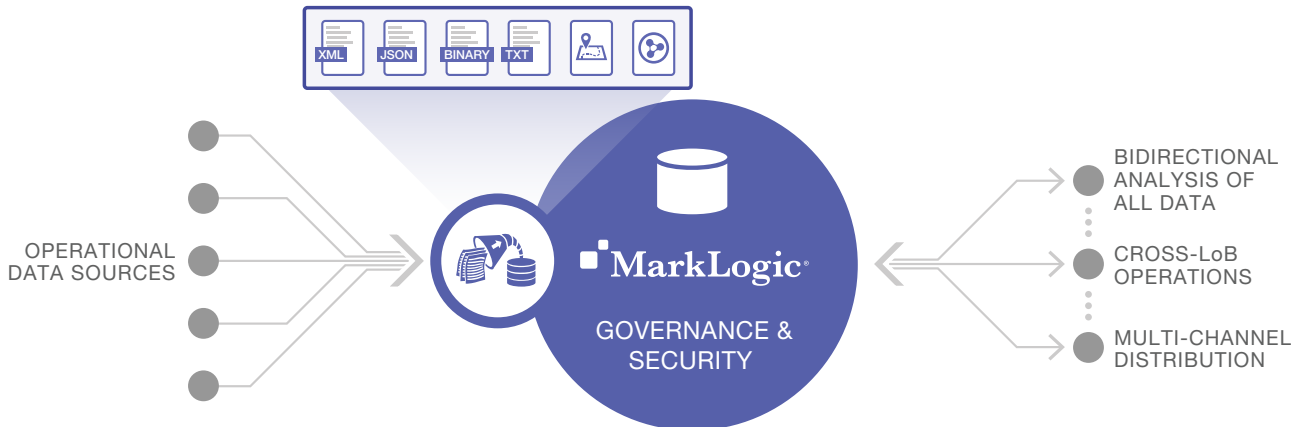 XML
JSON
BINARY
TXT
OPERATIONAL
DATA SOURCES
MarkLogic®
GOVERNANCE &
SECURITY
BIDIRECTIONAL
ANALYSIS OF
ALL DATA
CROSS-LoB
OPERATIONS
MULTI-CHANNEL
DISTRIBUTION